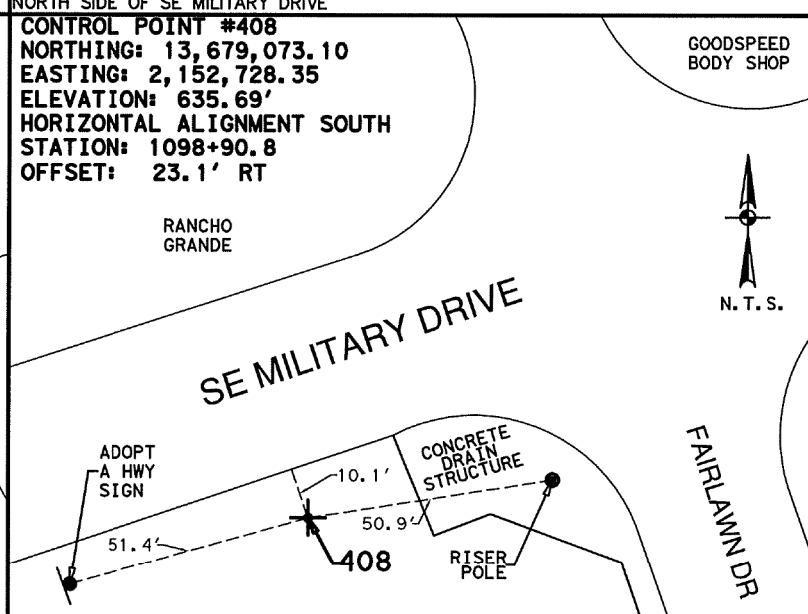 NORTH SIDE OF SE MILITARY DRIVE
CONTROL POINT #408
NORTHING: 13,679,073.10
EASTING: 2,152,728.35
ELEVATION: 635.69'
HORIZONTAL ALIGNMENT SOUTH
STATION: 1098+90.8
OFFSET: 23.1' RT
GOODSPEED
BODY SHOP
RANCHO
GRANDE
N.T.S.
SE MILITARY DRIVE
ADOPT
A HWY
SIGN
CONCRETE
DRAIN
STRUCTURE
10.1'
50.9'
51.4'
408
RISER
POLE
FAIRLAWN DR